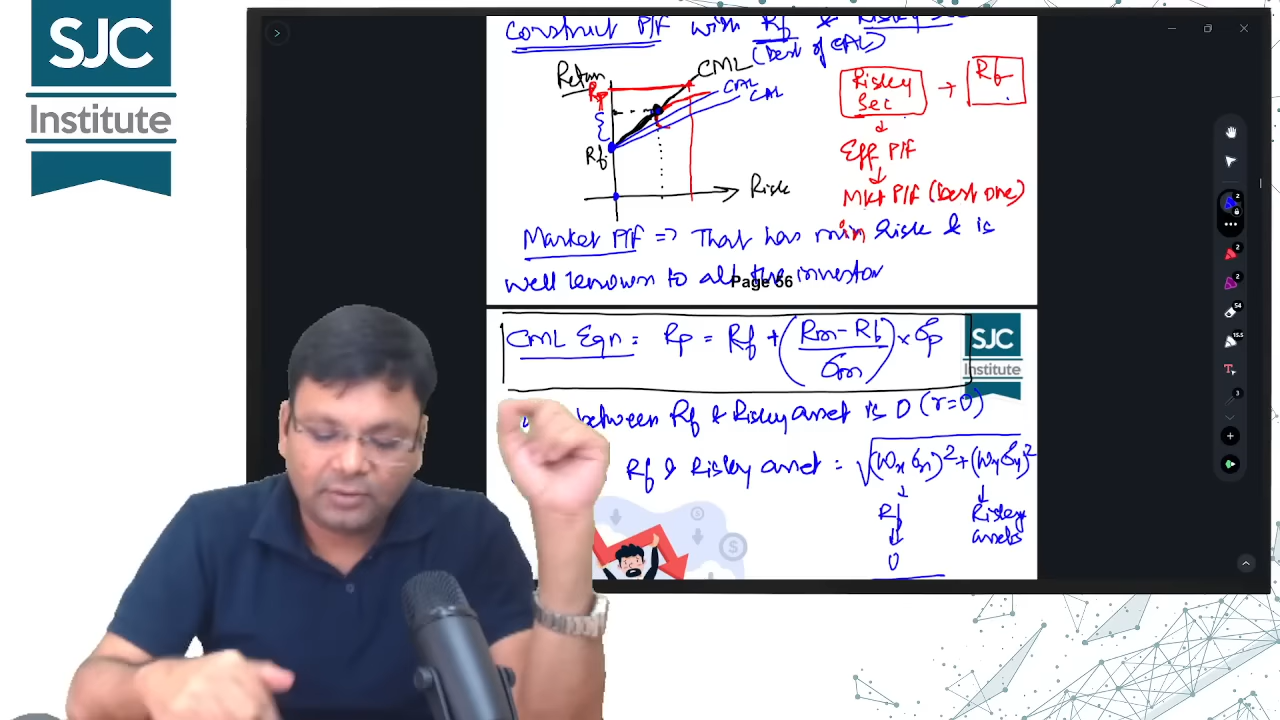 SJC
Institute
Construct P/F with Rf & Risky Sec
(best of CAL)
Return
CML
CAL
CAL
Rp
Rf
Risk
Risky
Sec
→ Rf
Eff P/F
Mkt P/F (best one)
Market P/F => That has min Risk & is
well known to all the investor
Page 56
CML Eqn = Rp = Rf + (Rm - Rf / σm) × σp
SJC
Institute
between Rf & Risky asset is 0 (r=0)
Rf & Risky asset = √(Wx σx)² + (Wy σy)²
Rf
Risky
assets
0